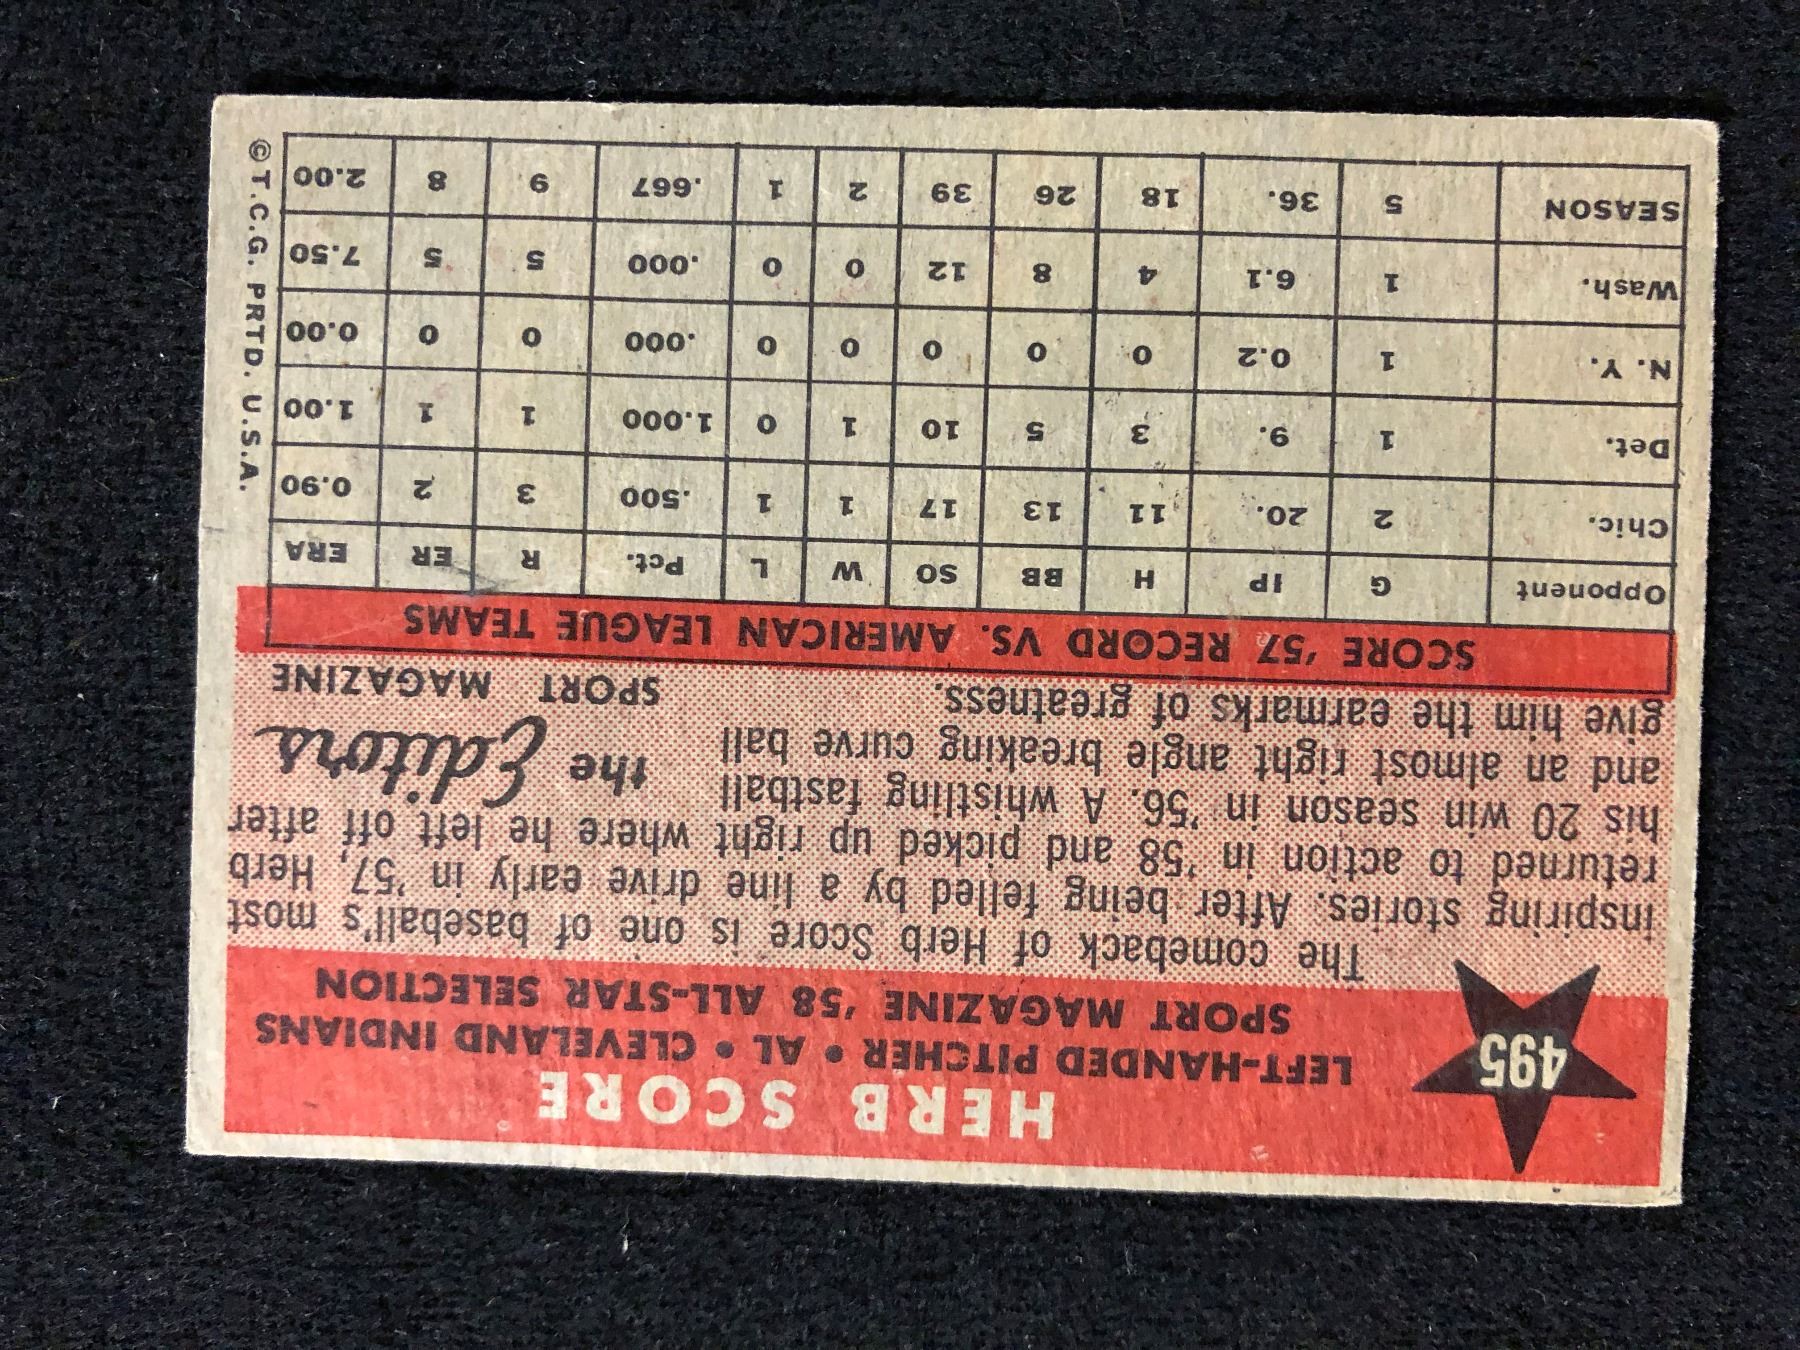 495
HERB SCORE
LEFT-HANDED PITCHER • AL • CLEVELAND INDIANS
SPORT MAGAZINE '58 ALL-STAR SELECTION
The comeback of Herb Score is one of baseball's most
inspiring stories. After being felled by a line drive early in '57, Herb
returned to action in '58 and picked up right where he left off after
his 20 win season in '56. A whistling fastball
and an almost right angle breaking curve ball
give him the earmarks of greatness.
the Editors
SPORT MAGAZINE
SCORE '57 RECORD VS. AMERICAN LEAGUE TEAMS
Opponent G IP H BB SO W L Pct. R ER ERA
Chic. 2 20. 11 13 17 1 1 .500 3 2 0.90
Det. 1 9. 3 5 10 1 0 1.000 1 1 1.00
N. Y. 1 0.2 0 0 0 0 0 .000 0 0 0.00
Wash. 1 6.1 4 8 12 0 0 .000 5 5 7.50
SEASON 5 36. 18 26 39 2 1 .667 9 8 2.00
© T.C.G. PRTD. U.S.A.